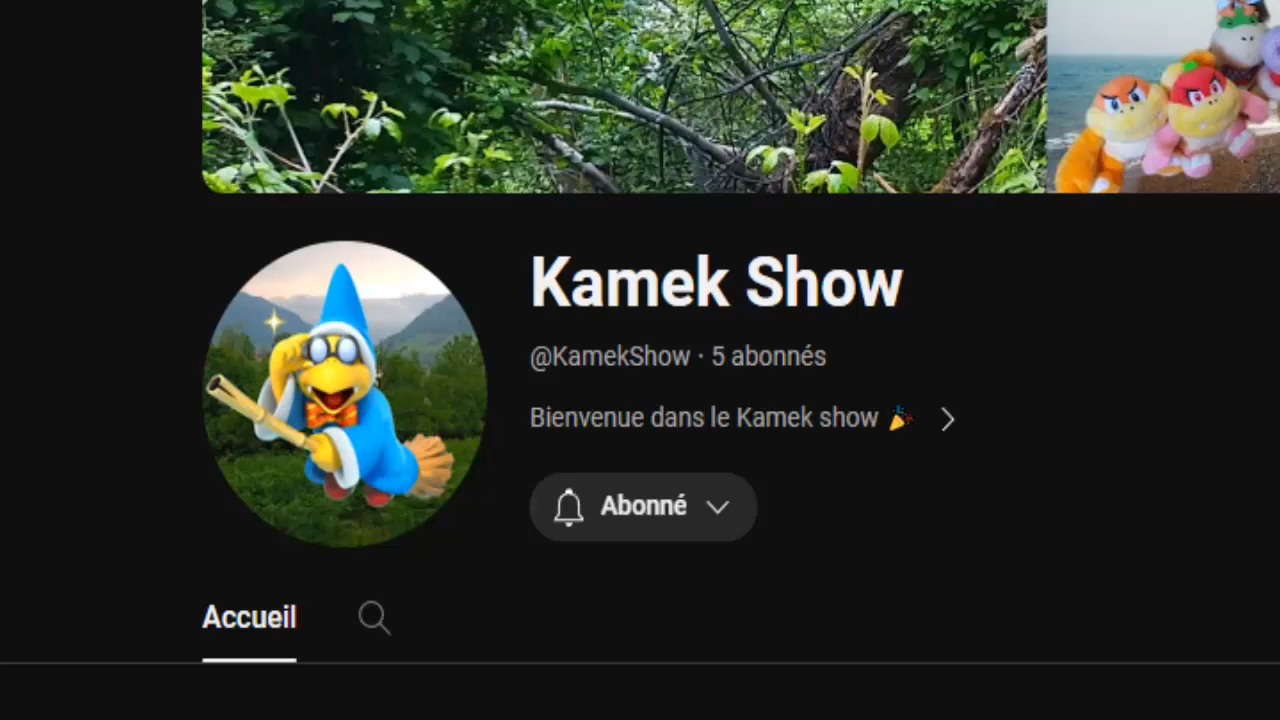 Kamek Show
@KamekShow · 5 abonnés
Bienvenue dans le Kamek show 🎉
Abonné
Accueil